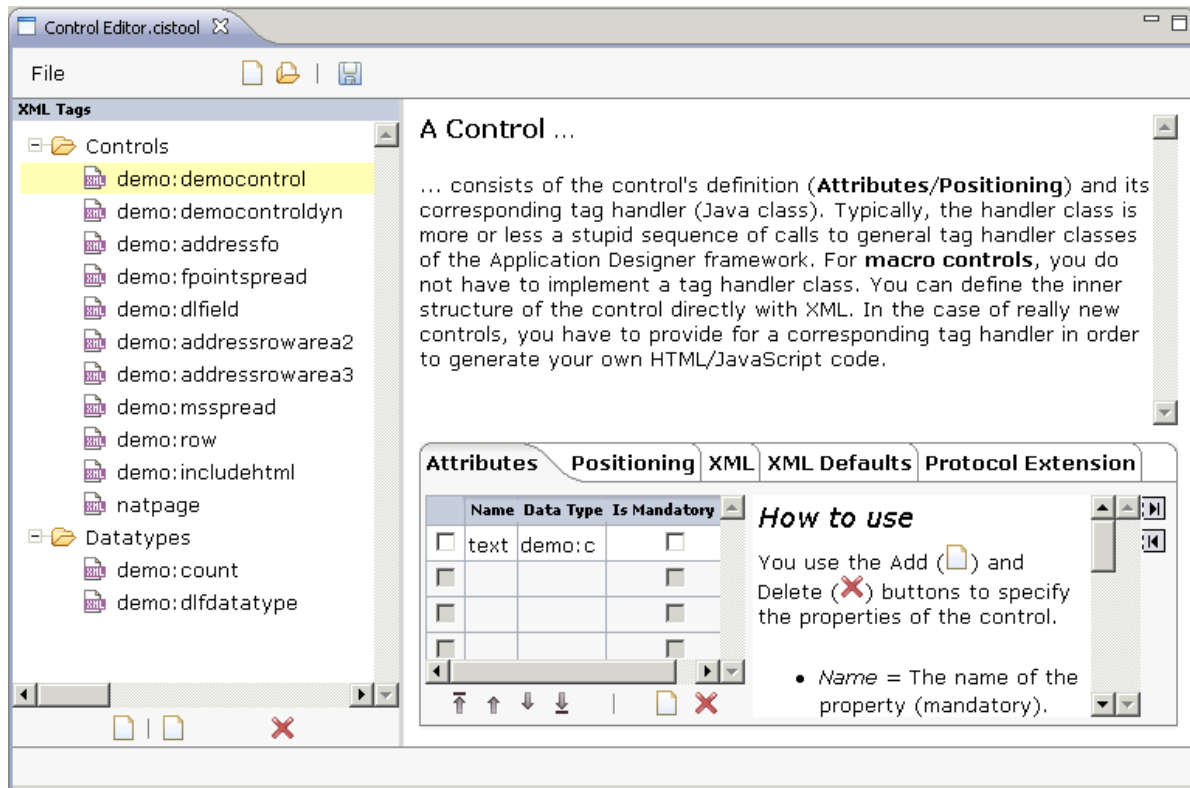 Control Editor.cistool
File
XML Tags
Controls
demo:democontrol
demo:democontroldyn
demo:addressfo
demo:fpointspread
demo:dlfield
demo:addressrowarea2
demo:addressrowarea3
demo:msspread
demo:row
demo:includehtml
natpage
Datatypes
demo:count
demo:dlfdatatype
A Control ...
... consists of the control's definition (Attributes/Positioning) and its
corresponding tag handler (Java class). Typically, the handler class is
more or less a stupid sequence of calls to general tag handler classes
of the Application Designer framework. For macro controls, you do
not have to implement a tag handler class. You can define the inner
structure of the control directly with XML. In the case of really new
controls, you have to provide for a corresponding tag handler in order
to generate your own HTML/JavaScript code.
Attributes Positioning XML XML Defaults Protocol Extension
Name Data Type Is Mandatory
text demo:c
How to use
You use the Add ( ) and
Delete ( ) buttons to specify
the properties of the control.
• Name = The name of the
property (mandatory).